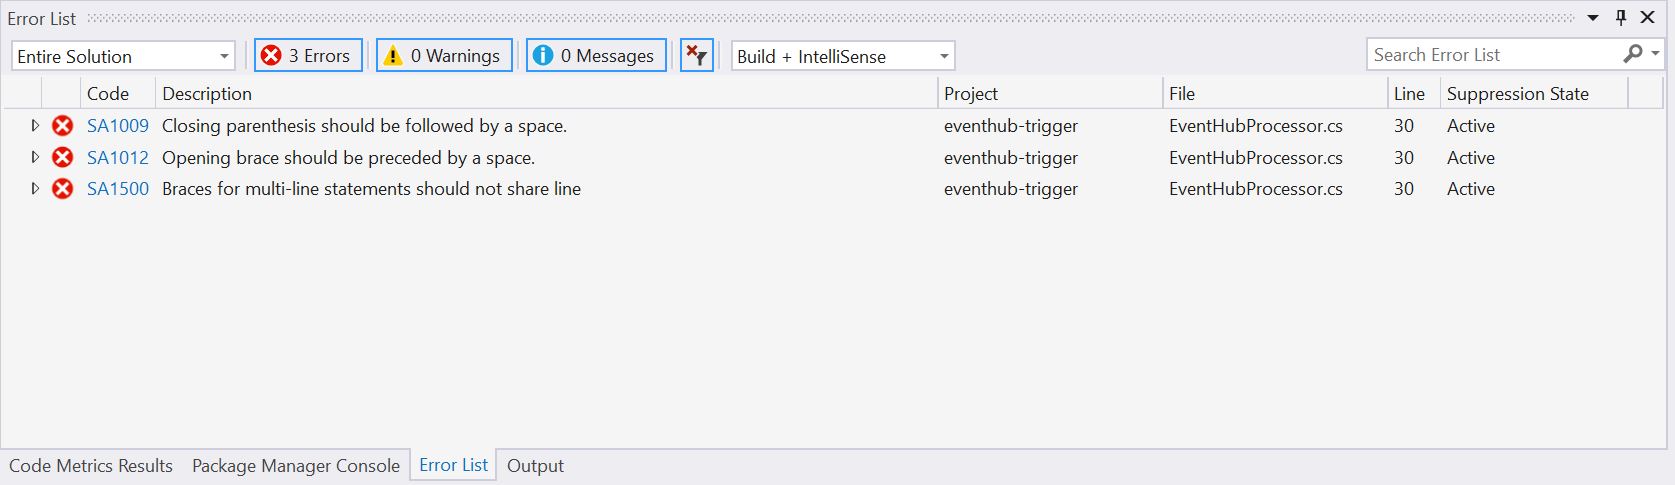 Error List
Entire Solution 3 Errors 0 Warnings 0 Messages Build + IntelliSense Search Error List
Code Description Project File Line Suppression State
SA1009 Closing parenthesis should be followed by a space. eventhub-trigger EventHubProcessor.cs 30 Active
SA1012 Opening brace should be preceded by a space. eventhub-trigger EventHubProcessor.cs 30 Active
SA1500 Braces for multi-line statements should not share line eventhub-trigger EventHubProcessor.cs 30 Active
Code Metrics Results Package Manager Console Error List Output